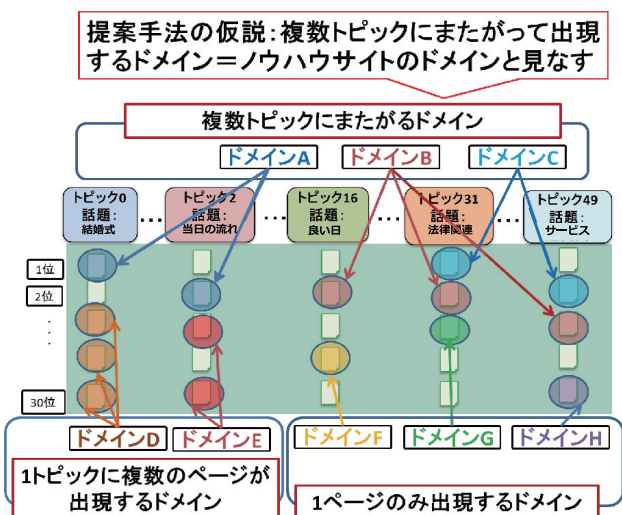 提案手法の仮説：複数トピックにまたがって出現
するドメイン＝ノウハウサイトのドメインと見なす
複数トピックにまたがるドメイン
ドメインA
ドメインB
ドメインC
トピック0
話題：
結婚式
…
トピック2
話題：
当日の流れ
…
トピック16
話題：
良い日
…
トピック31
話題：
法律関連
…
トピック49
話題：
サービス
1位
2位
・
・
・
30位
ドメインD
ドメインE
ドメインF
ドメインG
ドメインH
1トピックに複数のページが
出現するドメイン
1ページのみ出現するドメイン